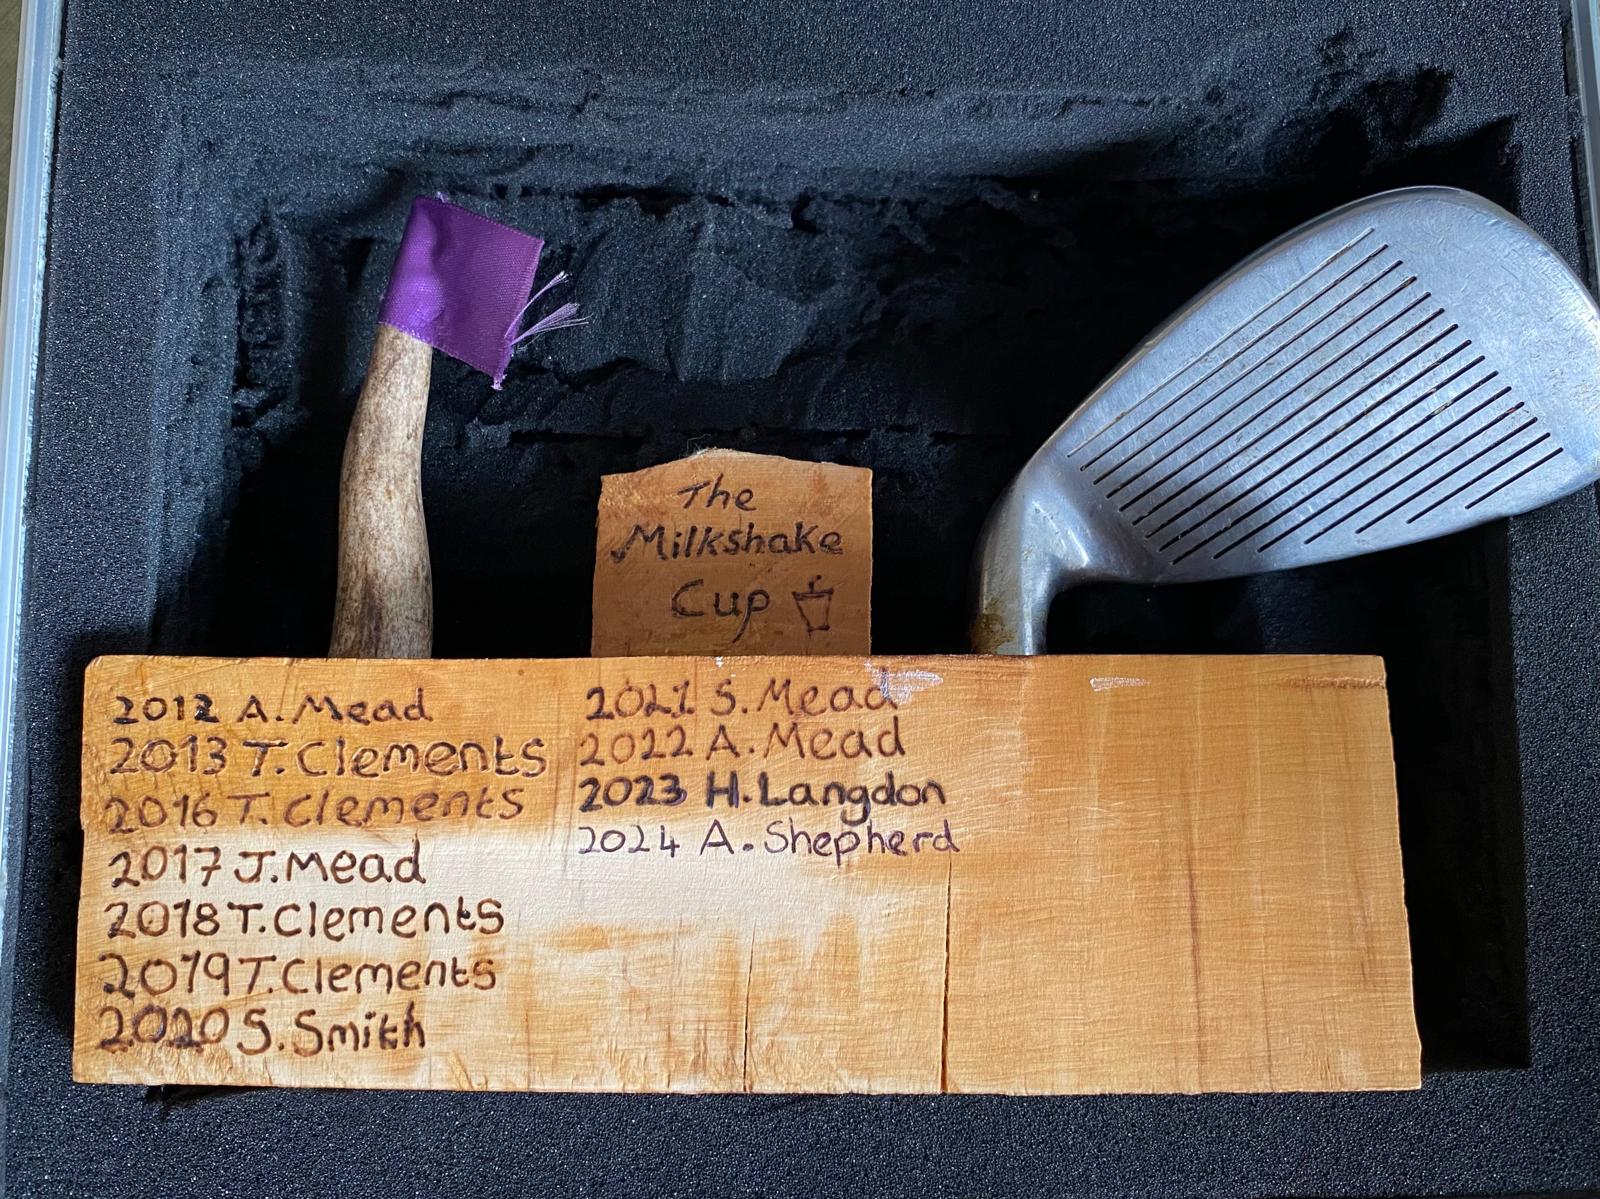 The
Milkshake
Cup
2012 A. Mead
2013 T. Clements
2016 T. Clements
2017 J. Mead
2018 T. Clements
2019 T. Clements
2020 S. Smith
2021 S. Mead
2022 A. Mead
2023 H. Langdon
2024 A. Shepherd